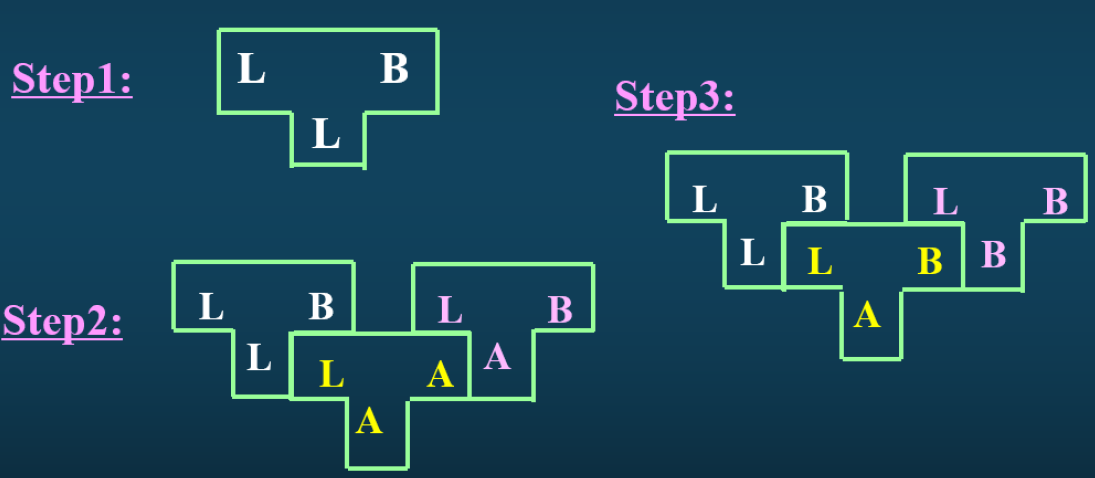 Step1:
L B
L
Step2:
L B L B
L L A A
A
Step3:
L B L B
L L B B
A